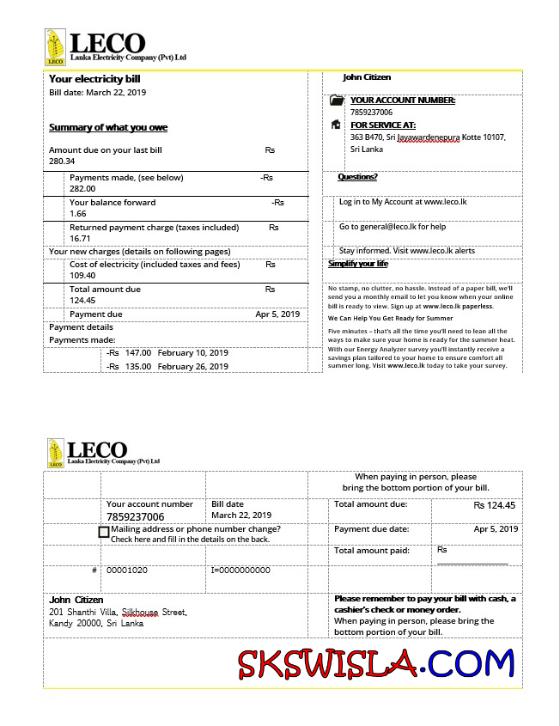 LECO
LECO
Lanka Electricity Company (Pvt) Ltd
Your electricity bill
Bill date: March 22, 2019
Summary of what you owe
Amount due on your last bill Rs
280.34
Payments made, (see below) -Rs
282.00
Your balance forward -Rs
1.66
Returned payment charge (taxes included) Rs
16.71
Your new charges (details on following pages)
Cost of electricity (included taxes and fees) Rs
109.40
Total amount due Rs
124.45
Payment due Apr 5, 2019
Payment details
Payments made:
-Rs 147.00 February 10, 2019
-Rs 135.00 February 26, 2019
John Citizen
YOUR ACCOUNT NUMBER:
7859237006
FOR SERVICE AT:
363 B470, Sri Jayawardenepura Kotte 10107,
Sri Lanka
Questions?
Log in to My Account at www.leco.lk
Go to general@leco.lk for help
Stay informed. Visit www.leco.lk alerts
Simplify your life
No stamp, no clutter, no hassle. Instead of a paper bill, we'll
send you a monthly email to let you know when your online
bill is ready to view. Sign up at www.leco.lk paperless.
We Can Help You Get Ready for Summer
Five minutes – that's all the time you'll need to lean all the
ways to make sure your home is ready for the summer heat.
With our Energy Analyzer survey you'll instantly receive a
savings plan tailored to your home to ensure comfort all
summer long. Visit www.leco.lk today to take your survey.
LECO
LECO
Lanka Electricity Company (Pvt) Ltd
When paying in person, please
bring the bottom portion of your bill.
Your account number Bill date
7859237006 March 22, 2019
Total amount due: Rs 124.45
Mailing address or phone number change?
Check here and fill in the details on the back.
Payment due date: Apr 5, 2019
Total amount paid: Rs
# 00001020 I=0000000000
John Citizen
201 Shanthi Villa, Silkhouse Street,
Kandy 20000, Sri Lanka
Please remember to pay your bill with cash, a
cashier's check or money order.
When paying in person, please bring the
bottom portion of your bill.
SKSWISLA.COM